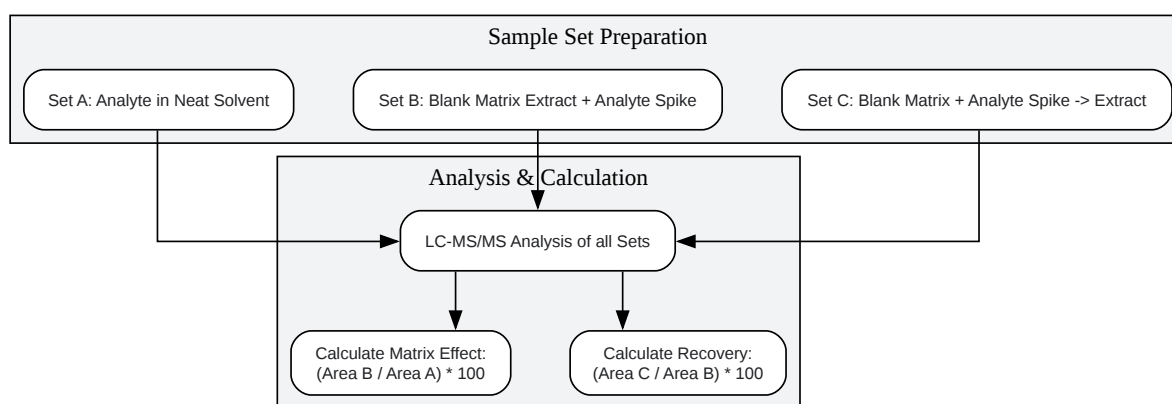 Sample Set Preparation
Set A: Analyte in Neat Solvent
Set B: Blank Matrix Extract + Analyte Spike
Set C: Blank Matrix + Analyte Spike -> Extract
Analysis & Calculation
LC-MS/MS Analysis of all Sets
Calculate Matrix Effect:
(Area B / Area A) * 100
Calculate Recovery:
(Area C / Area B) * 100